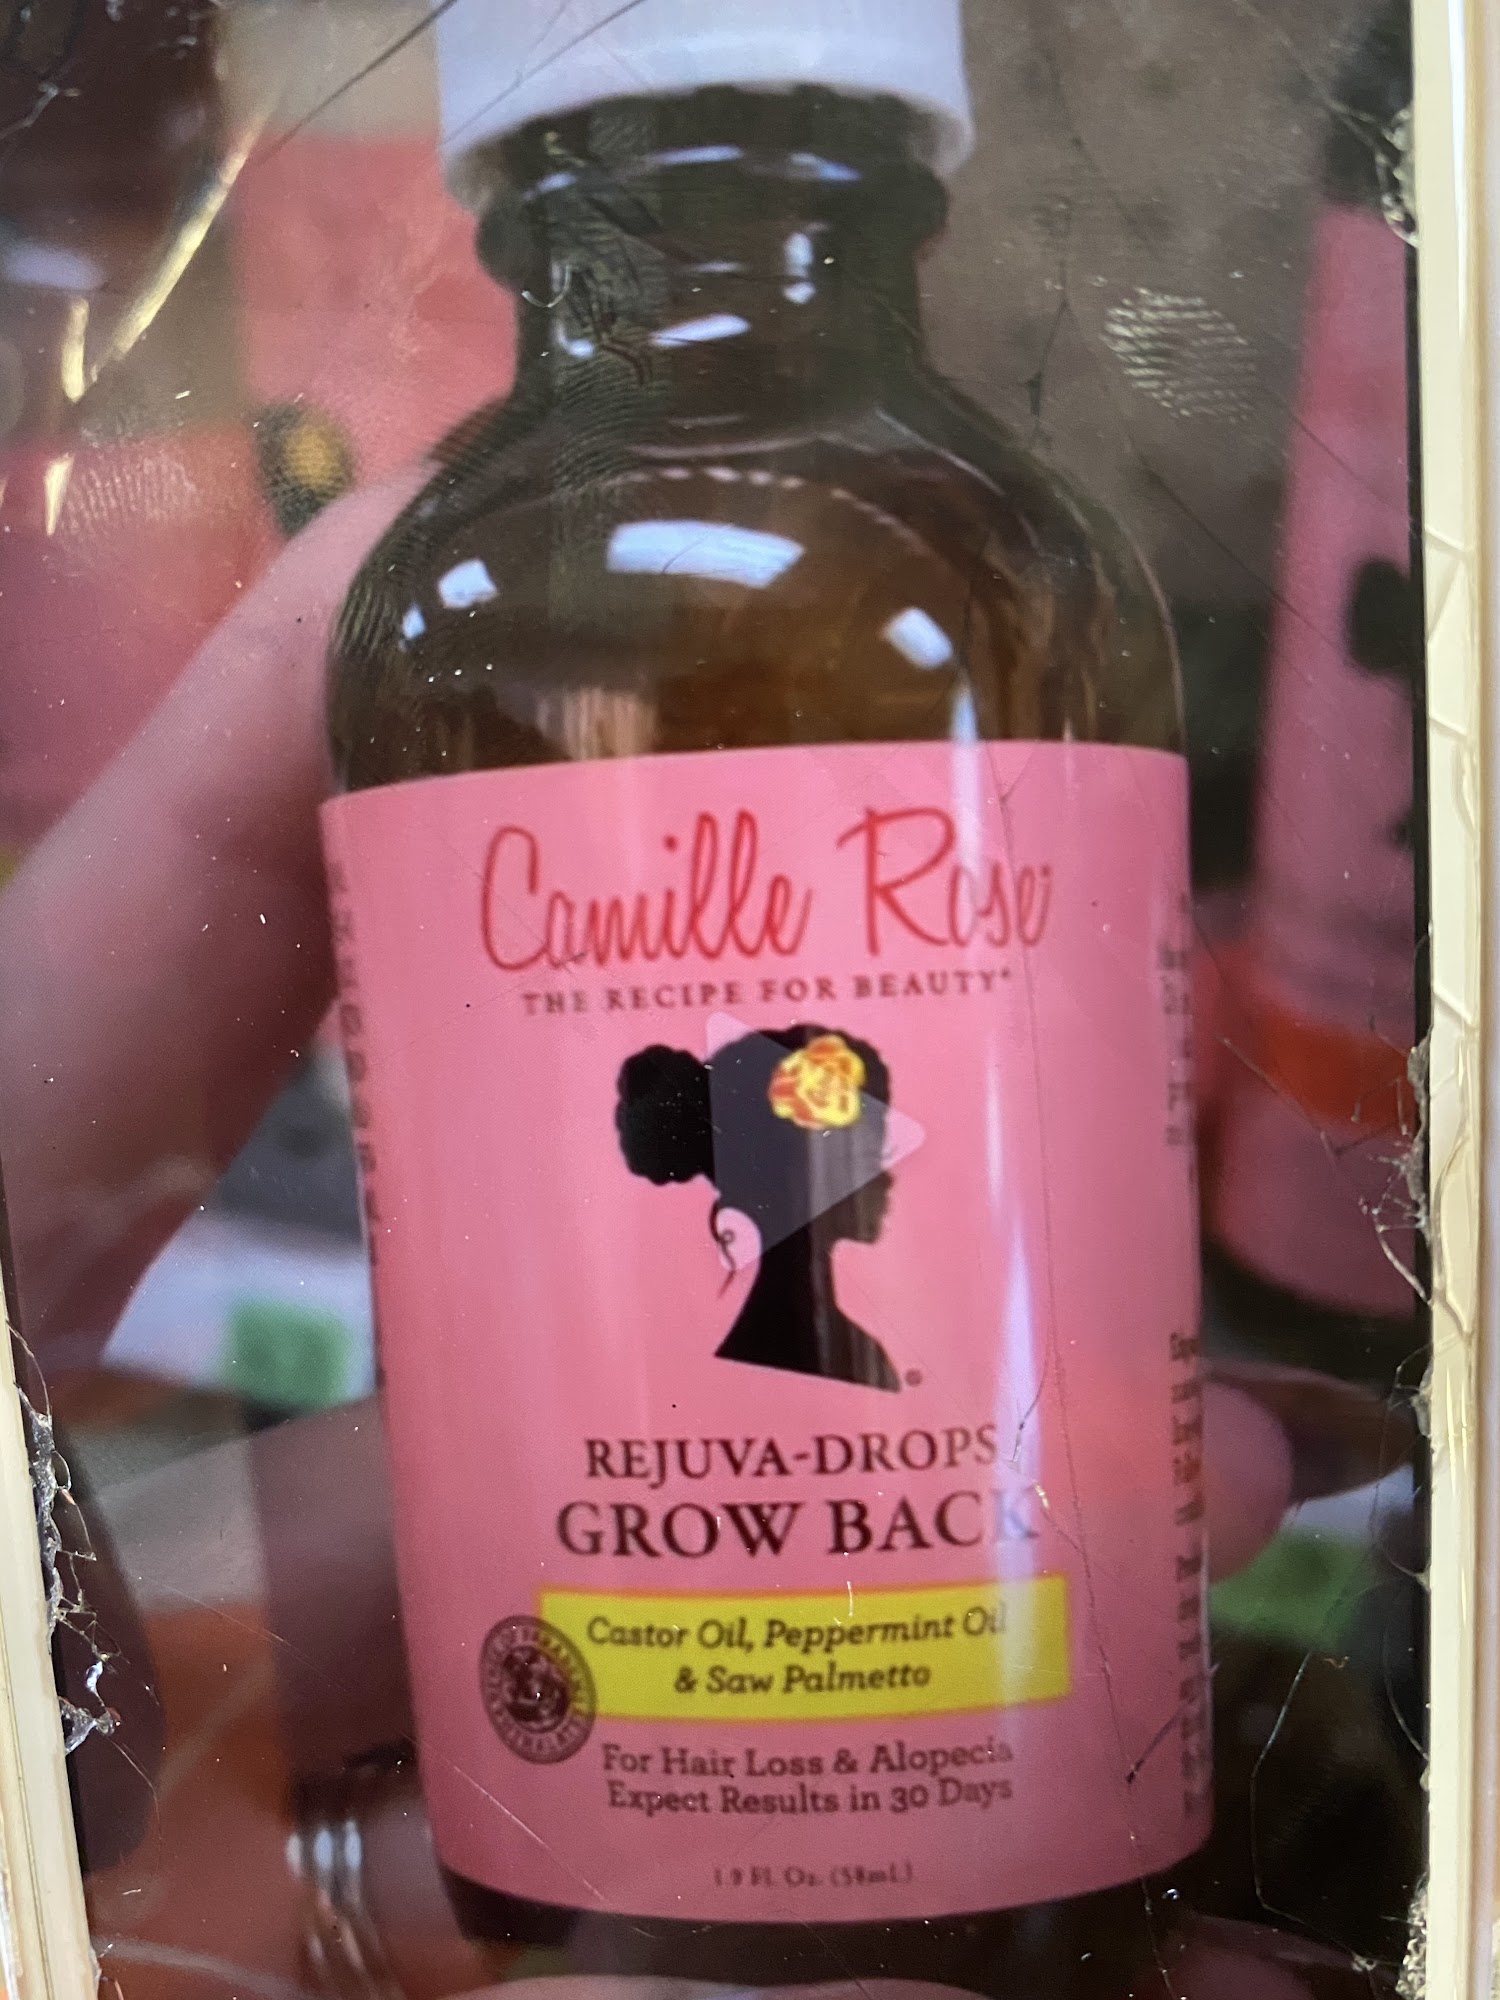 Camille Rose
THE RECIPE FOR BEAUTY
REJUVA-DROPS
GROW BACK
Castor Oil, Peppermint Oil
& Saw Palmetto
For Hair Loss & Alopecia
Expect Results in 30 Days
1.9 Fl. Oz. (58mL)